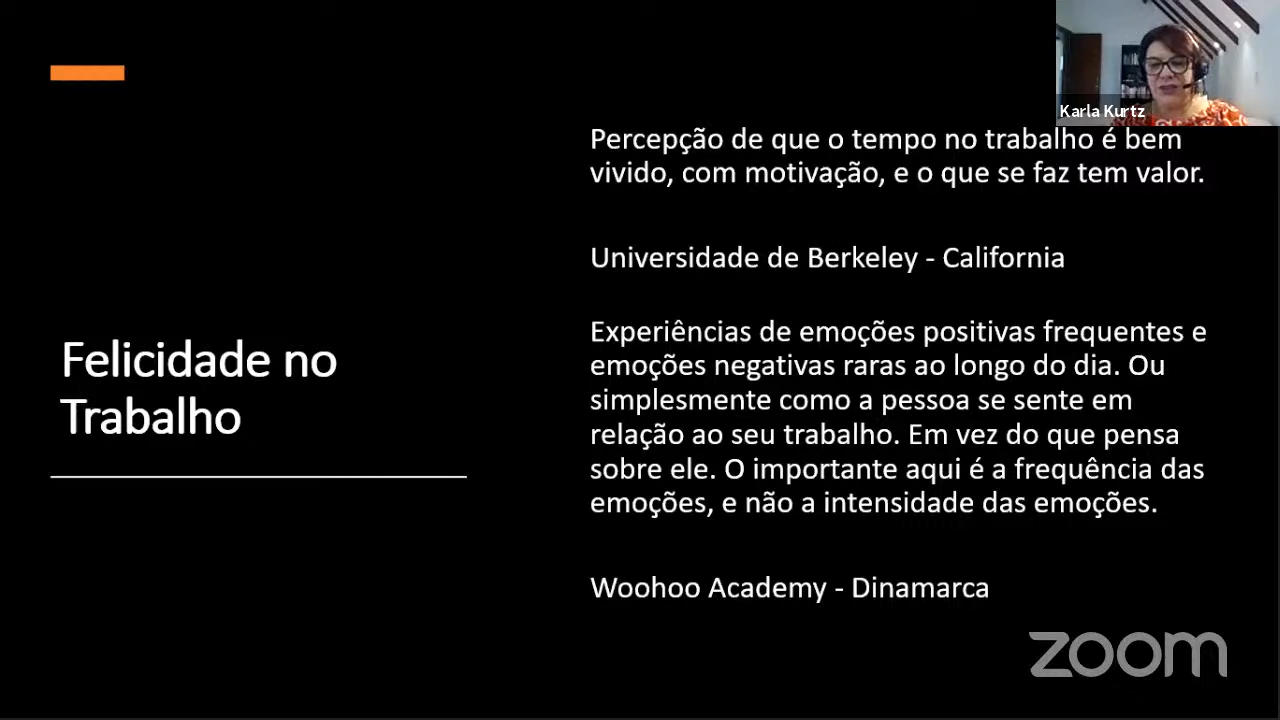 Karla Kurtz
Percepção de que o tempo no trabalho é bem
vivido, com motivação, e o que se faz tem valor.
Universidade de Berkeley - California
Felicidade no
Trabalho
Experiências de emoções positivas frequentes e
emoções negativas raras ao longo do dia. Ou
simplesmente como a pessoa se sente em
relação ao seu trabalho. Em vez do que pensa
sobre ele. O importante aqui é a frequência das
emoções, e não a intensidade das emoções.
Woohoo Academy - Dinamarca
zoom